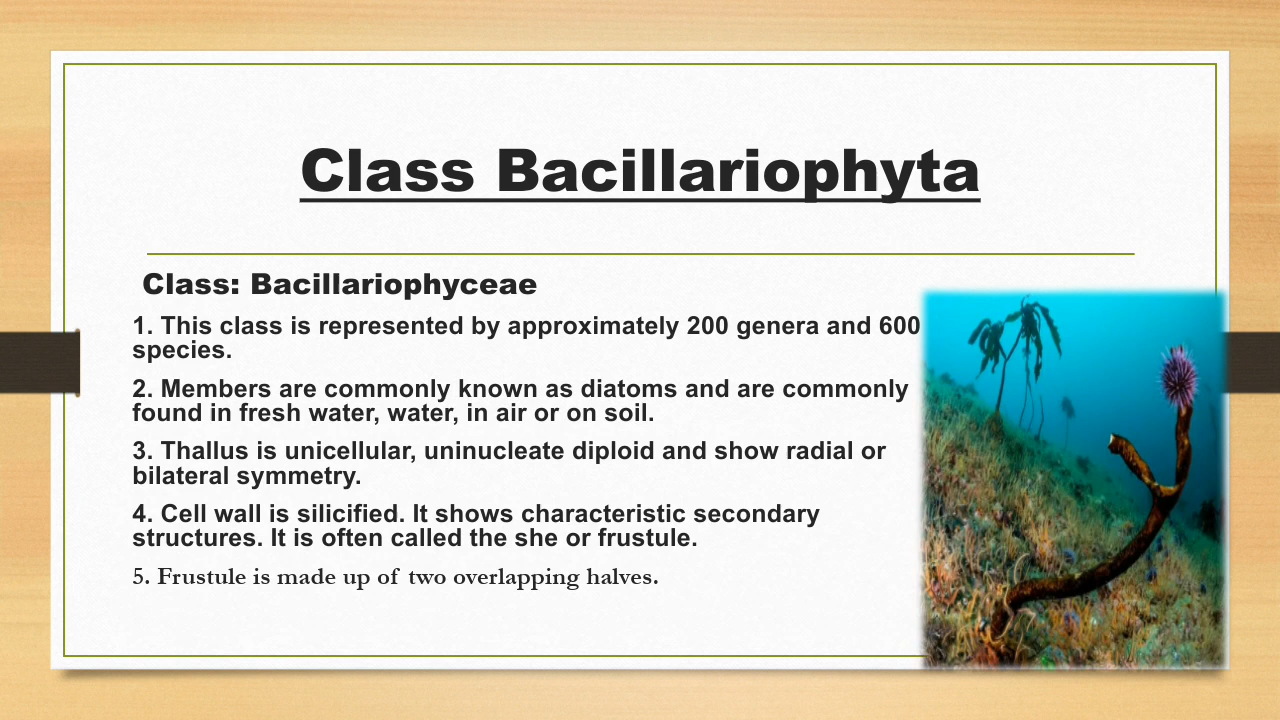 Class Bacillariophyta
Class: Bacillariophyceae
1. This class is represented by approximately 200 genera and 600
species.
2. Members are commonly known as diatoms and are commonly
found in fresh water, water, in air or on soil.
3. Thallus is unicellular, uninucleate diploid and show radial or
bilateral symmetry.
4. Cell wall is silicified. It shows characteristic secondary
structures. It is often called the she or frustule.
5. Frustule is made up of two overlapping halves.